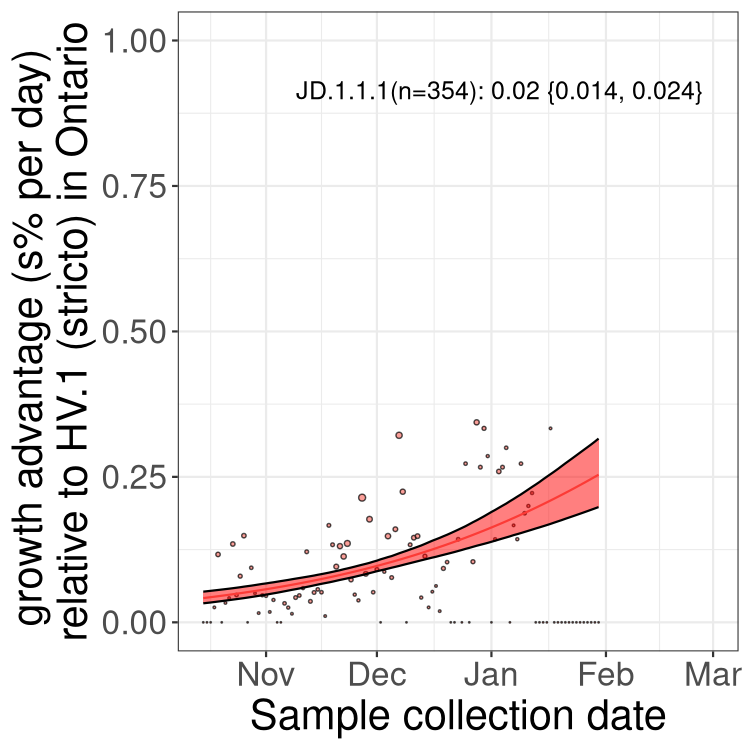 growth advantage (s% per day)
relative to HV.1 (stricto) in Ontario
1.00
0.75
0.50
0.25
0.00
JD.1.1.1(n=354): 0.02 {0.014, 0.024}
Nov Dec Jan Feb Mar
Sample collection date